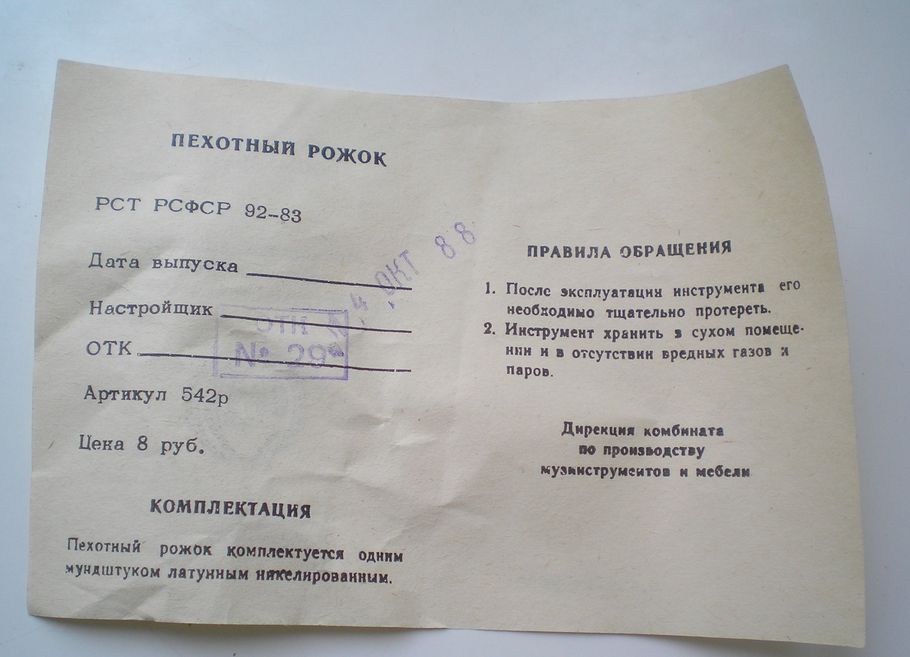 ПЕХОТНЫЙ РОЖОК
РСТ РСФСР 92-83
Дата выпуска
4 ОКТ 88
Настройщик
ОТК
ОТК
№ 29
Артикул 542р
Цена 8 руб.
КОМПЛЕКТАЦИЯ
Пехотный рожок комплектуется одним
мундштуком латунным никелированным.
ПРАВИЛА ОБРАЩЕНИЯ
1. После эксплуатации инструмента его
необходимо тщательно протереть.
2. Инструмент хранить в сухом помеще-
нии и в отсутствии вредных газов и
паров.
Дирекция комбината
по производству
музинструментов и мебели